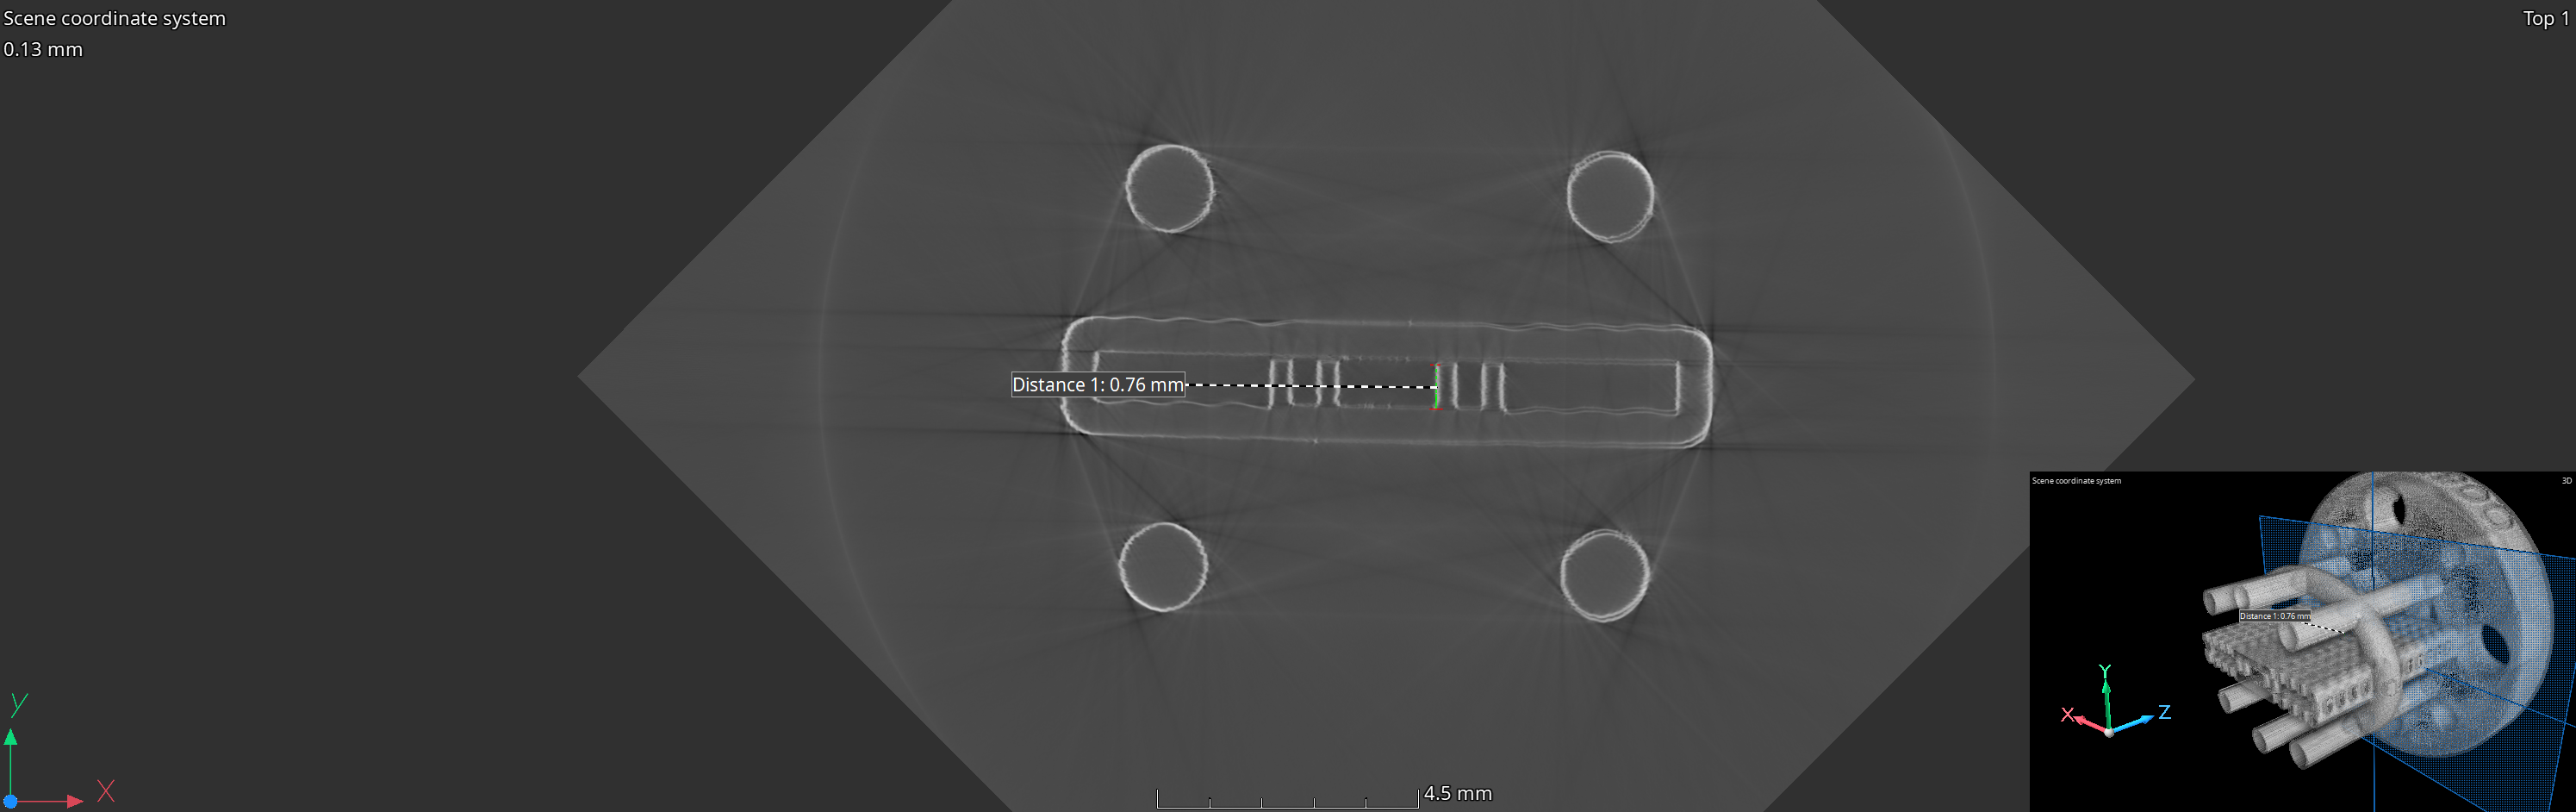 Scene coordinate system
0.13 mm
Top 1
Distance 1: 0.76 mm
Scene coordinate system
3D
Distance 1: 0.76 mm
Y
X
Z
y
X
4.5 mm